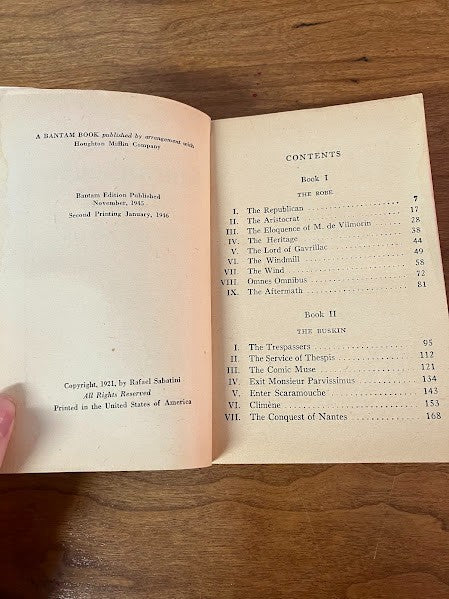 A BANTAM BOOK published by arrangement with
Houghton Mifflin Company
Bantam Edition Published
November, 1945
Second Printing January, 1946
Copyright, 1921, by Rafael Sabatini
All Rights Reserved
Printed in the United States of America
CONTENTS
Book I
THE ROBE
I. The Republican 7
II. The Aristocrat 17
III. The Eloquence of M. de Vilmorin 28
IV. The Heritage 38
V. The Lord of Gavrillac 44
VI. The Windmill 49
VII The Wind 58
VIII. Omnes Omnibus 72
IX. The Aftermath 81
Book II
THE BUSKIN
I. The Trespassers 95
II. The Service of Thespis 112
III. The Comic Muse 121
IV. Exit Monsieur Parvissimus 134
V. Enter Scaramouche 143
VI. Climène 153
VII. The Conquest of Nantes 168